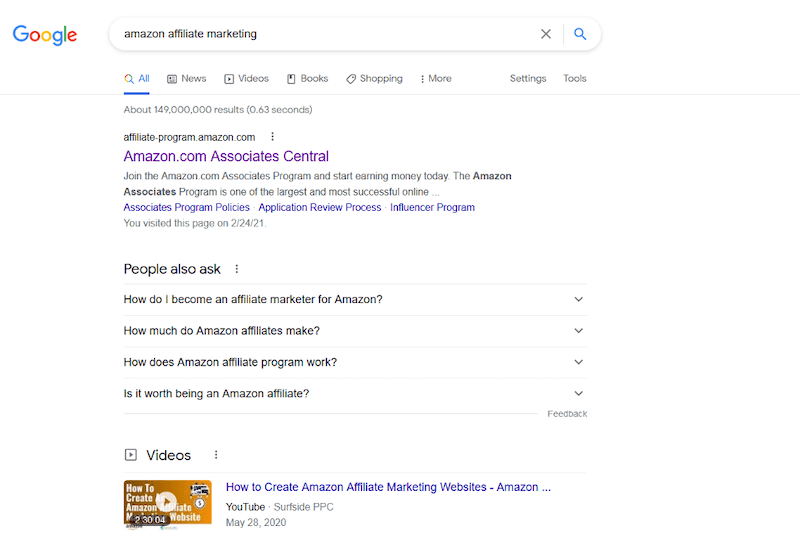 Google
amazon affiliate marketing
All News Videos Books Shopping More Settings Tools
About 149,000,000 results (0.63 seconds)
affiliate-program.amazon.com
Amazon.com Associates Central
Join the Amazon.com Associates Program and start earning money today. The Amazon
Associates Program is one of the largest and most successful online ...
Associates Program Policies · Application Review Process · Influencer Program
You visited this page on 2/24/21.
People also ask
How do I become an affiliate marketer for Amazon?
How much do Amazon affiliates make?
How does Amazon affiliate program work?
Is it worth being an Amazon affiliate?
Feedback
Videos
How To
Create
Amazon Affiliate
Website
2:30:04
How to Create Amazon Affiliate Marketing Websites - Amazon ...
YouTube · Surfside PPC
May 28, 2020